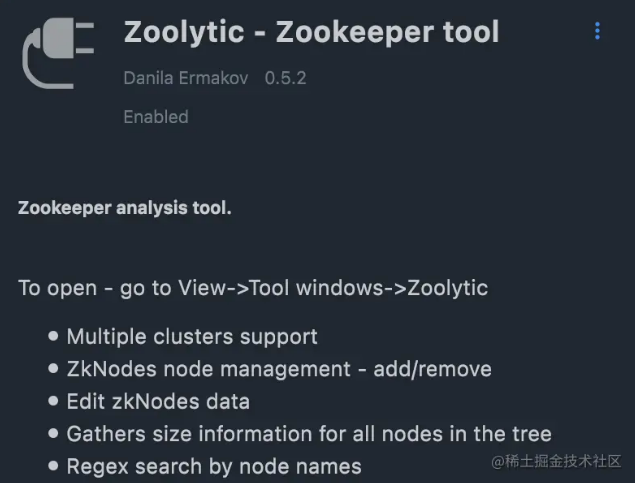 Zoolytic - Zookeeper tool
Danila Ermakov 0.5.2
Enabled
Zookeeper analysis tool.
To open - go to View->Tool windows->Zoolytic
• Multiple clusters support
• ZkNodes node management - add/remove
• Edit zkNodes data
• Gathers size information for all nodes in the tree
• Regex search by node names
@稀土掘金技术社区